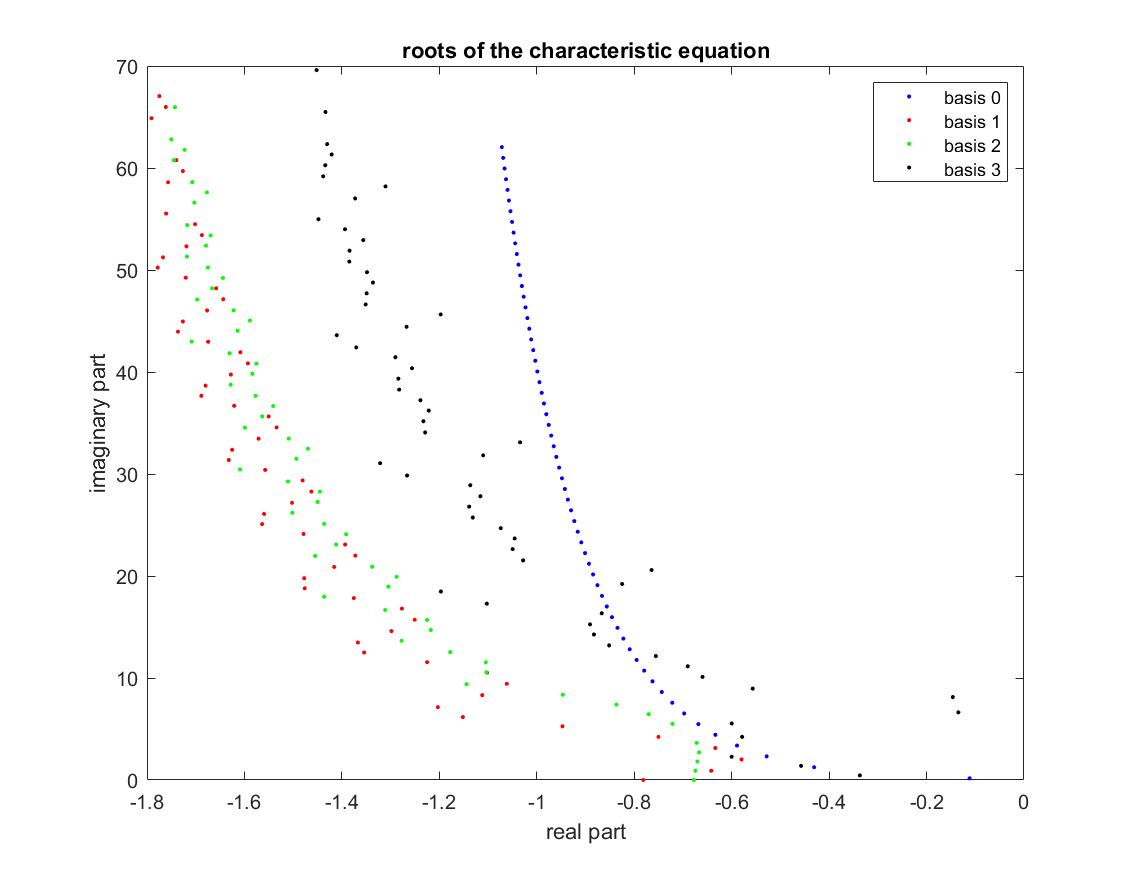 roots of the characteristic equation
70
60
50
40
30
20
10
0
imaginary part
basis 0
basis 1
basis 2
basis 3
-1.8 -1.6 -1.4 -1.2 -1 -0.8 -0.6 -0.4 -0.2 0
real part